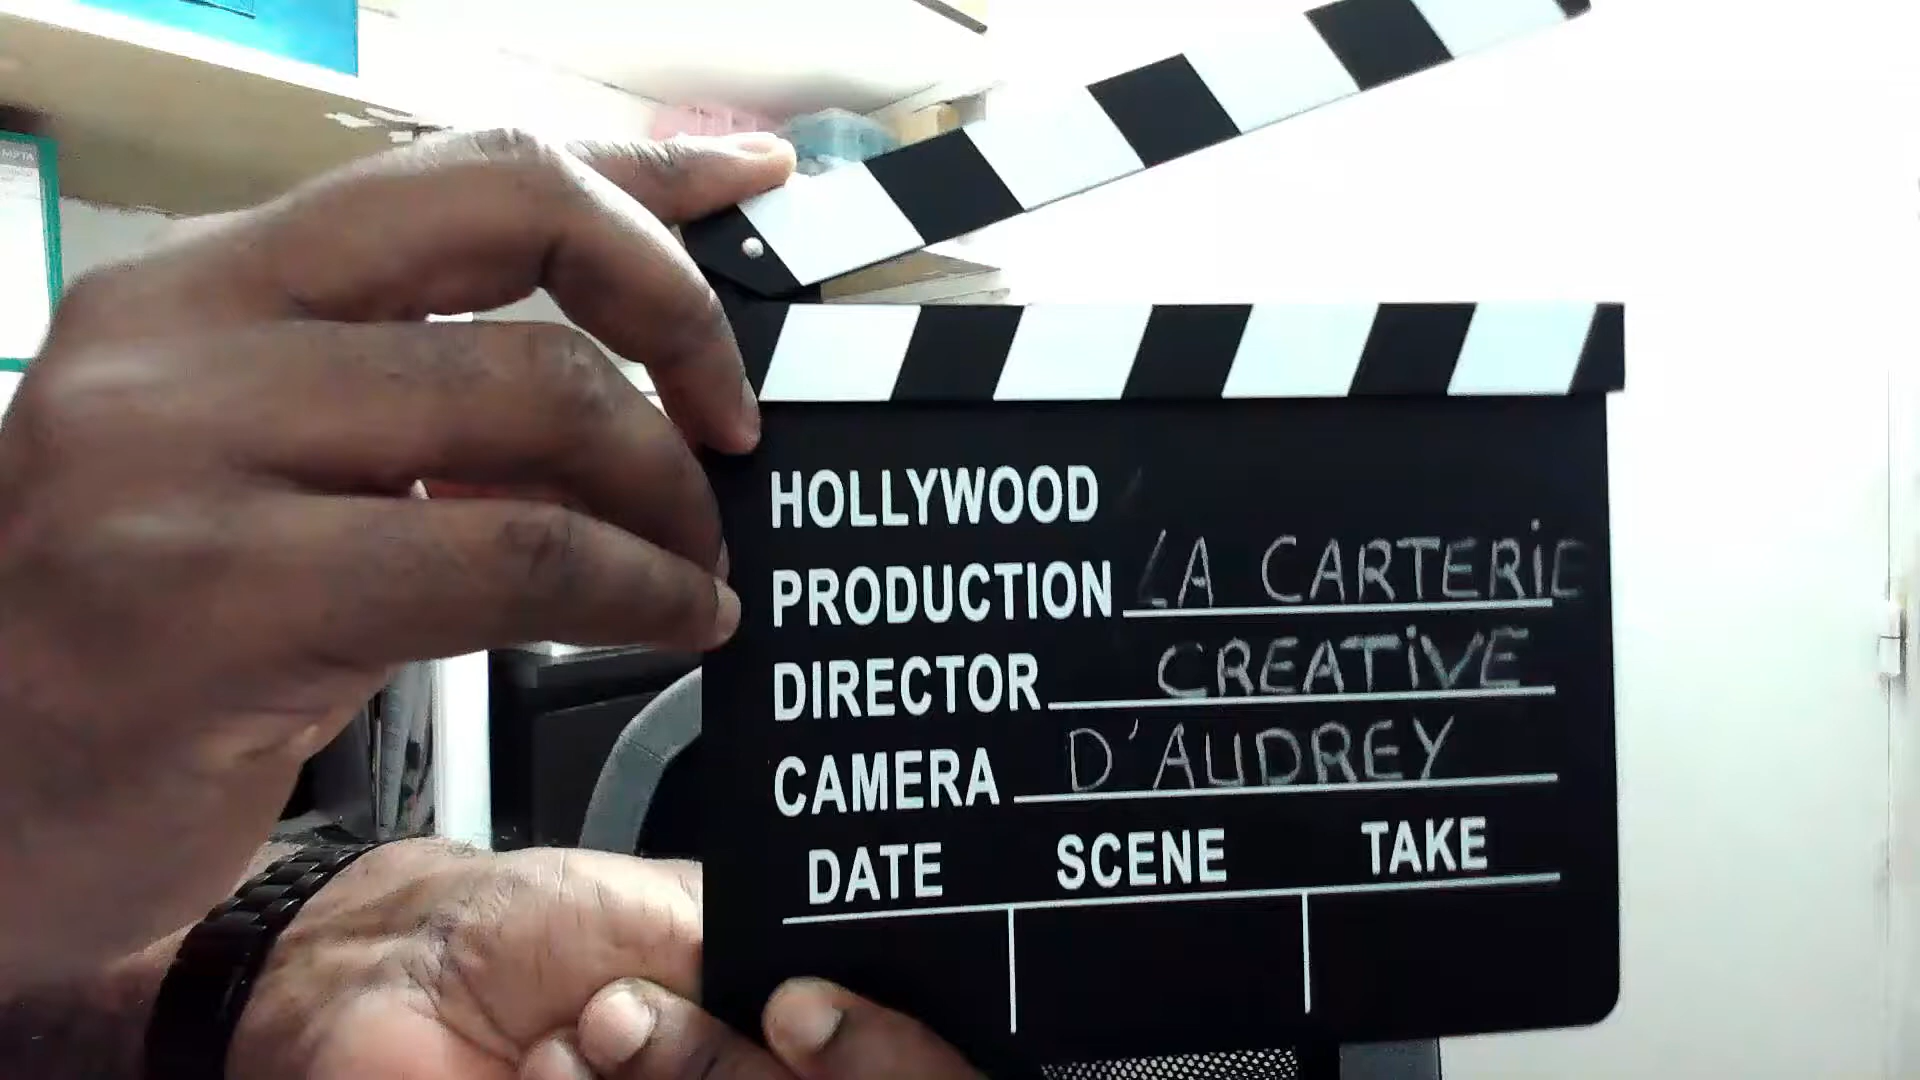 HOLLYWOOD
PRODUCTION LA CARTERiE
DIRECTOR CREATiVE
CAMERA D'AUDREY
DATE SCENE TAKE